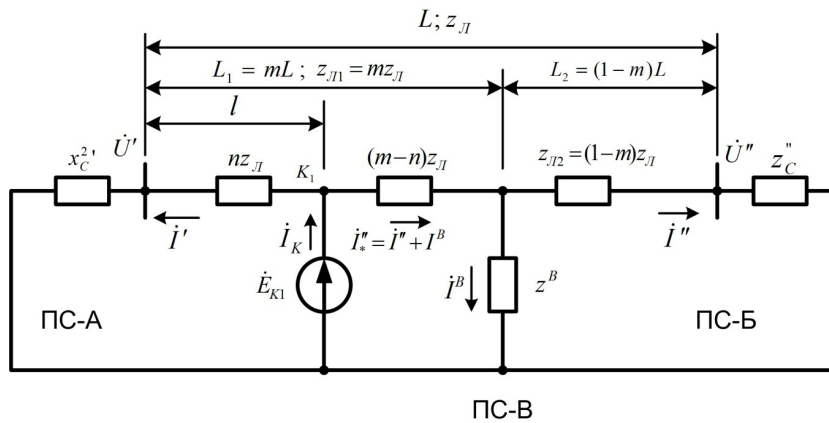 L; z_Л
L₁ = mL ; z_Л1 = mz_Л
L₂ = (1−m)L
l
x_C^2'
U̇'
nz_Л
K₁
(m−n)z_Л
z_Л2 = (1−m)z_Л
U̇"
z_C^"
İ'
İ_K
İ_*^" = İ" + I^B
İ"
Ė_K1
İ^B
z^B
ПС-А
ПС-Б
ПС-В